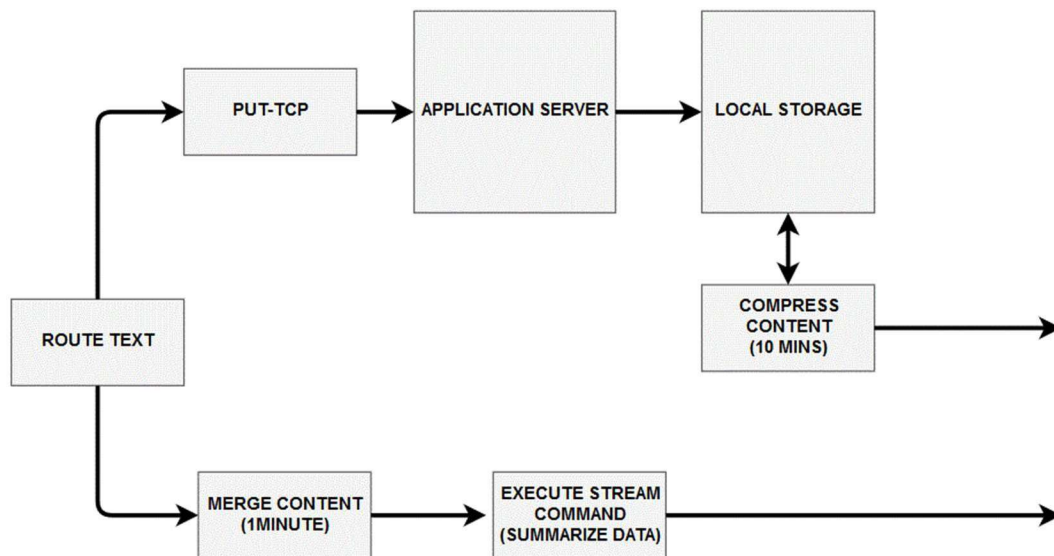 PUT-TCP
APPLICATION SERVER
LOCAL STORAGE
ROUTE TEXT
COMPRESS
CONTENT
(10 MINS)
MERGE CONTENT
(1MINUTE)
EXECUTE STREAM
COMMAND
(SUMMARIZE DATA)